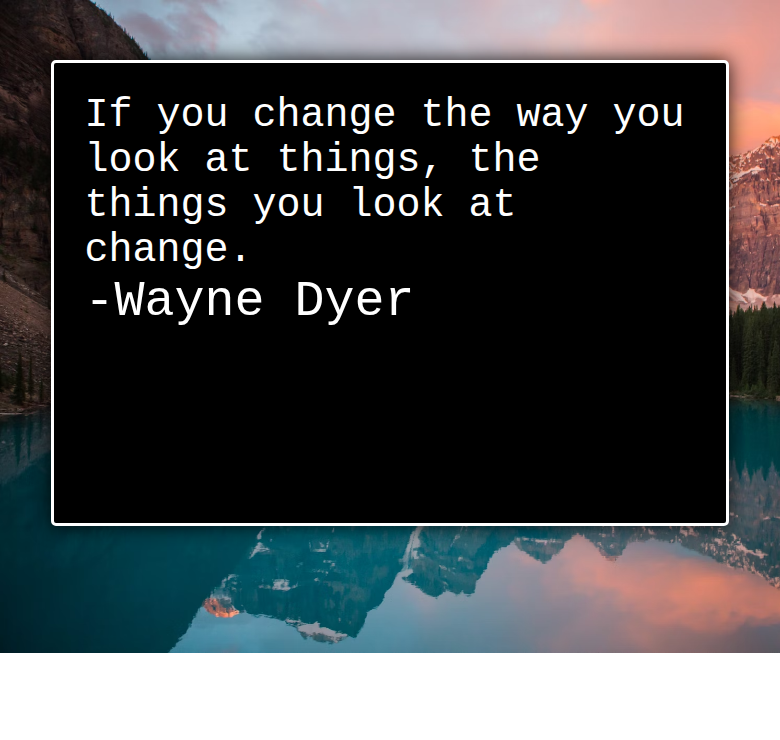 If you change the way you
look at things, the
things you look at
change.
-Wayne Dyer